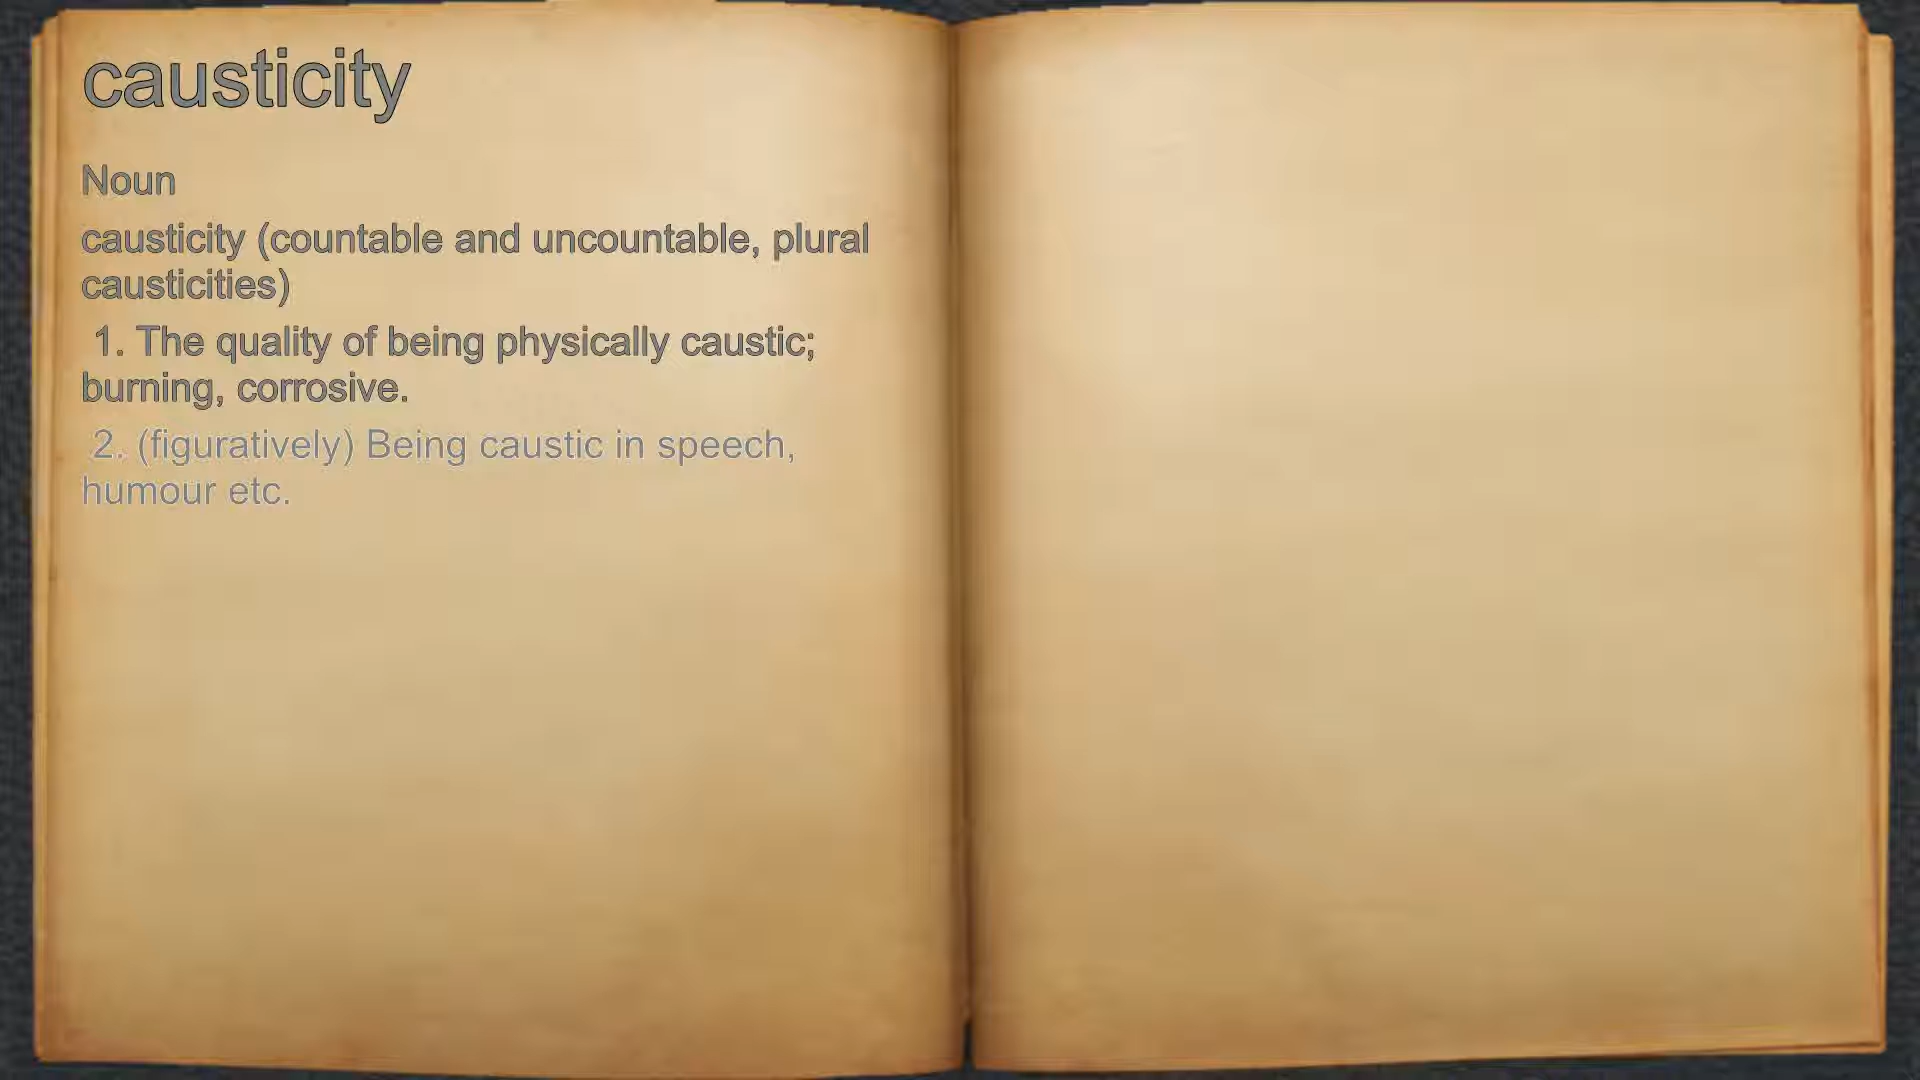 causticity
Noun
causticity (countable and uncountable, plural
causticities)
1. The quality of being physically caustic;
burning, corrosive.
2. (figuratively) Being caustic in speech,
humour etc.